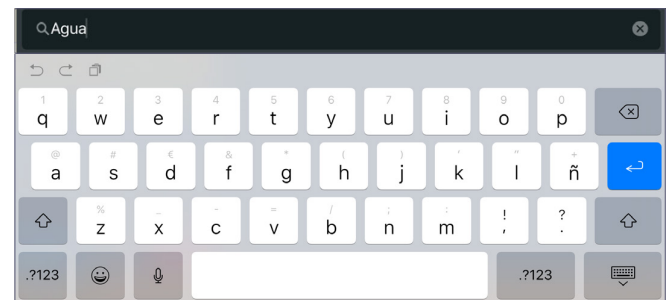 Agua
1 2 3 4 5 6 7 8 9 0
q w e r t y u i o p
@ # € & * ( ) ' " +
a s d f g h j k l ñ
% - = / ; : ! ?
z x c v b n m , .
.?123 .?123